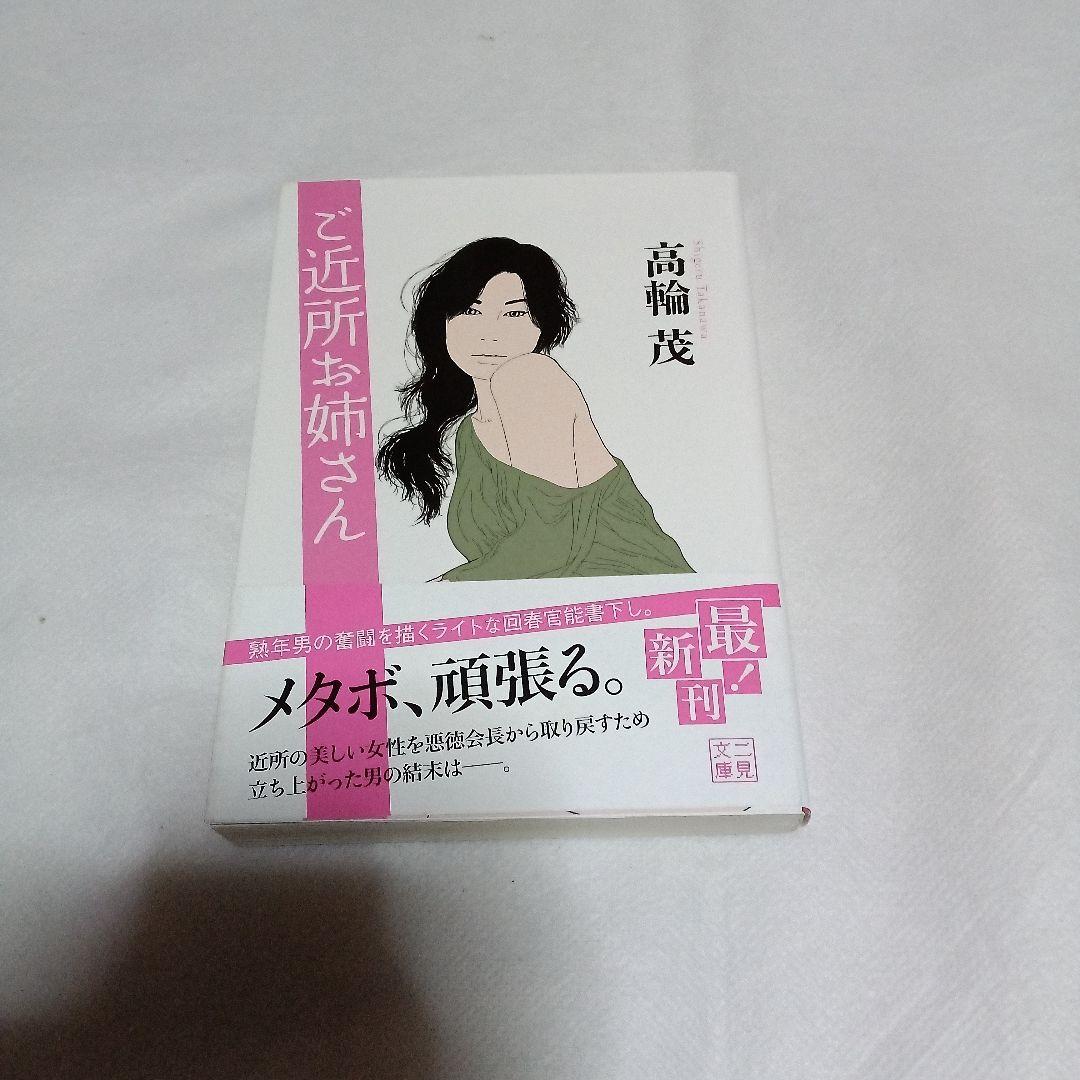 ご近所お姉さん
高輪 茂
Shigeru Takanawa
熟年男の奮闘を描くライトな回春官能書下し。
メタボ、頑張る。
近所の美しい女性を悪徳会長から取り戻すため
立ち上がった男の結末は——。
最!
新刊
二見
文庫